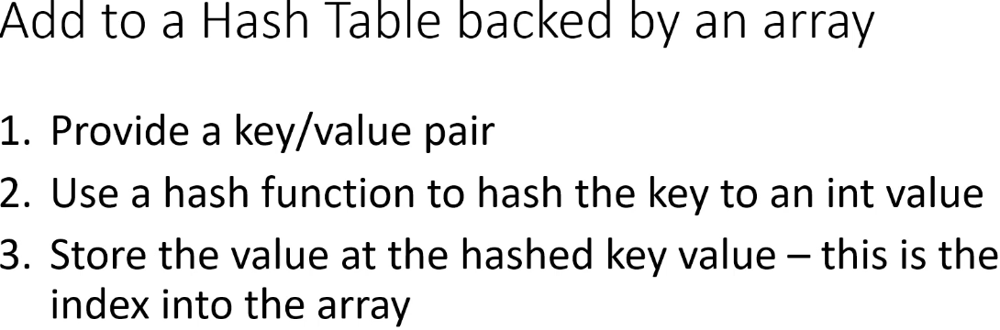 Add to a Hash Table backed by an array
1. Provide a key/value pair
2. Use a hash function to hash the key to an int value
3. Store the value at the hashed key value – this is the
index into the array